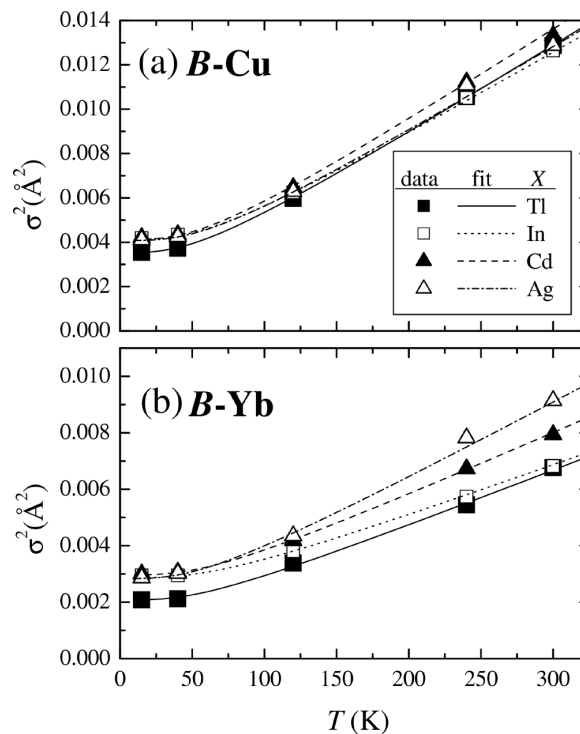 0.014
(a) B-Cu
0.012
0.010
0.008
0.006
0.004
0.002
0.000
σ²(Å²)
data fit X
Tl
In
Cd
Ag
0.010
(b) B-Yb
0.008
0.006
0.004
0.002
0.000
σ²(Å²)
0 50 100 150 200 250 300
T (K)